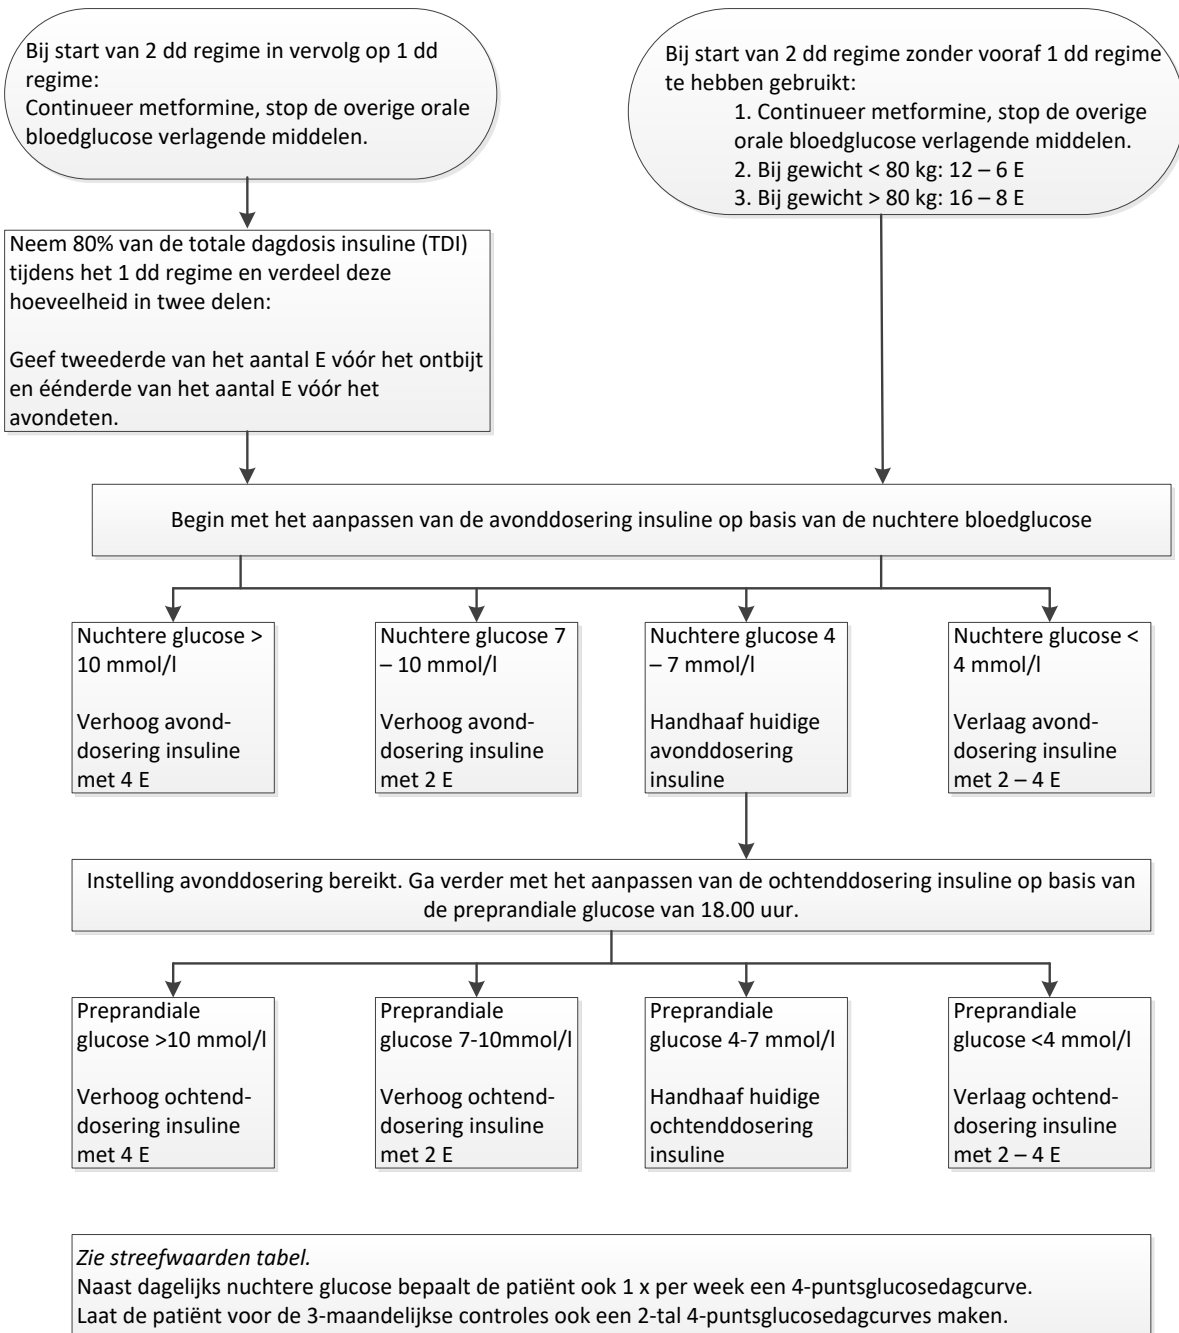 Bij start van 2 dd regime in vervolg op 1 dd
regime:
Continueer metformine, stop de overige orale
bloedglucose verlagende middelen.
Bij start van 2 dd regime zonder vooraf 1 dd regime
te hebben gebruikt:
1. Continueer metformine, stop de overige
orale bloedglucose verlagende middelen.
2. Bij gewicht < 80 kg: 12 – 6 E
3. Bij gewicht > 80 kg: 16 – 8 E
Neem 80% van de totale dagdosis insuline (TDI)
tijdens het 1 dd regime en verdeel deze
hoeveelheid in twee delen:
Geef tweederde van het aantal E vóór het ontbijt
en éénderde van het aantal E vóór het
avondeten.
Begin met het aanpassen van de avonddosering insuline op basis van de nuchtere bloedglucose
Nuchtere glucose >
10 mmol/l
Verhoog avond-
dosering insuline
met 4 E
Nuchtere glucose 7
– 10 mmol/l
Verhoog avond-
dosering insuline
met 2 E
Nuchtere glucose 4
– 7 mmol/l
Handhaaf huidige
avonddosering
insuline
Nuchtere glucose <
4 mmol/l
Verlaag avond-
dosering insuline
met 2 – 4 E
Instelling avonddosering bereikt. Ga verder met het aanpassen van de ochtenddosering insuline op basis van
de preprandiale glucose van 18.00 uur.
Preprandiale
glucose >10 mmol/l
Verhoog ochtend-
dosering insuline
met 4 E
Preprandiale
glucose 7-10mmol/l
Verhoog ochtend-
dosering insuline
met 2 E
Preprandiale
glucose 4-7 mmol/l
Handhaaf huidige
ochtenddosering
insuline
Preprandiale
glucose <4 mmol/l
Verlaag ochtend-
dosering insuline
met 2 – 4 E
Zie streefwaarden tabel.
Naast dagelijks nuchtere glucose bepaalt de patiënt ook 1 x per week een 4-puntsglucosedagcurve.
Laat de patiënt voor de 3-maandelijkse controles ook een 2-tal 4-puntsglucosedagcurves maken.